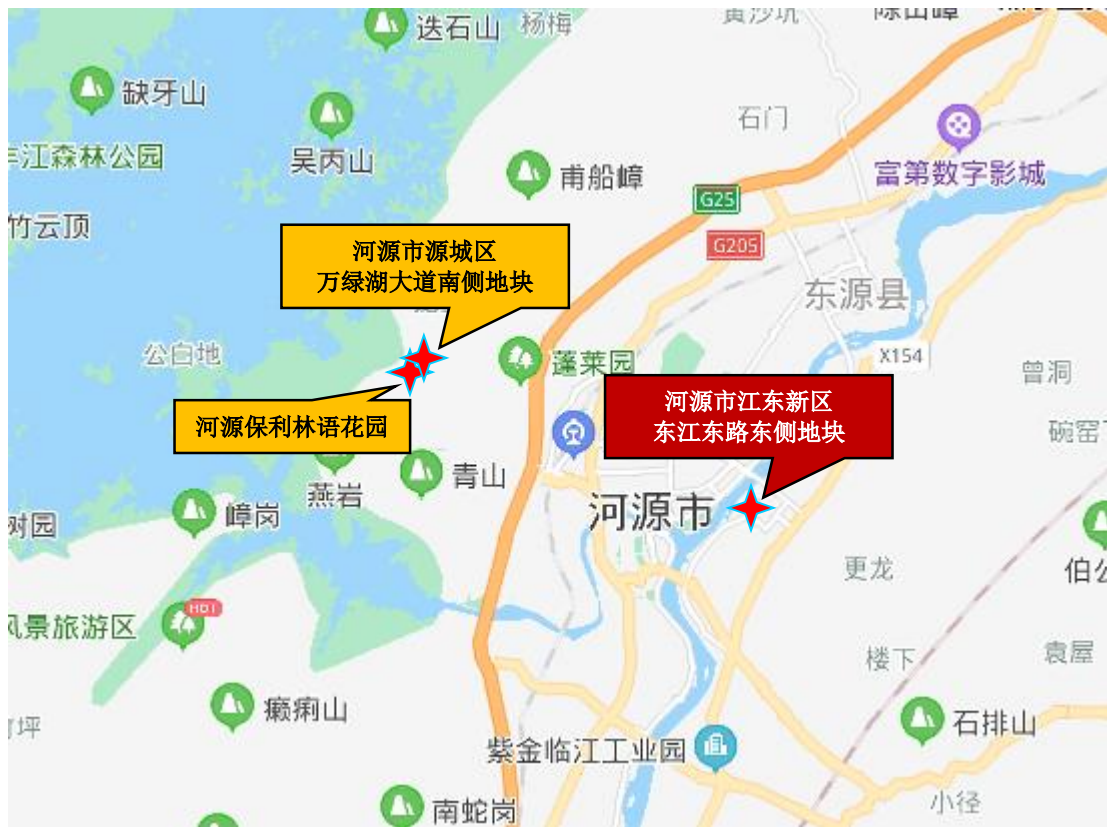 迭石山
杨梅
黄沙坑
缺牙山
石门
吴丙山
江森林公园
甫船嶂
富第数字影城
竹云顶
G25
G205
河源市源城区
万绿湖大道南侧地块
东源县
公白地
蓬莱园
X154
曾洞
河源市江东新区
东江东路东侧地块
河源保利林语花园
碗窑
青山
燕岩
嶂岗
河源市
树园
更龙
伯公
HOT
风景旅游区
楼下
袁屋
癞痢山
石排山
坪
紫金临江工业园
小径
南蛇岗